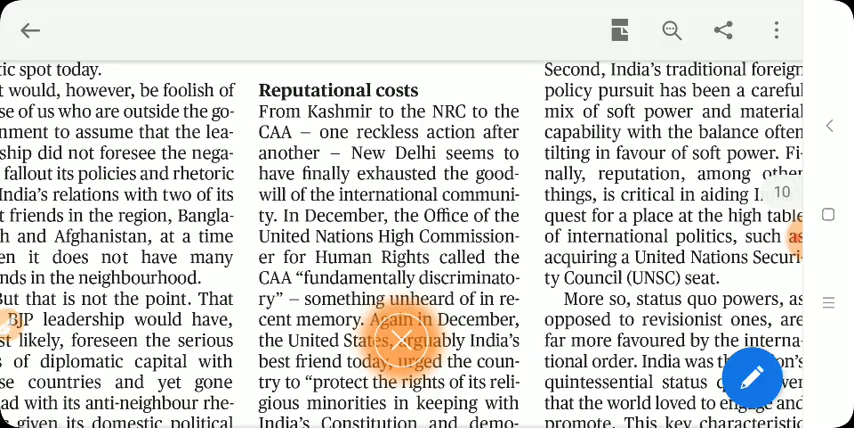 tic spot today.
t would, however, be foolish of
se of us who are outside the go-
nment to assume that the lea-
ship did not foresee the nega-
fallout its policies and rhetoric
India's relations with two of its
t friends in the region, Bangla-
h and Afghanistan, at a time
en it does not have many
nds in the neighbourhood.
But that is not the point. That
BJP leadership would have,
st likely, foreseen the serious
s of diplomatic capital with
se countries and yet gone
ad with its anti-neighbour rhe-
given its domestic political
Reputational costs
From Kashmir to the NRC to the
CAA – one reckless action after
another – New Delhi seems to
have finally exhausted the good-
will of the international communi-
ty. In December, the Office of the
United Nations High Commission-
er for Human Rights called the
CAA “fundamentally discriminato-
ry” – something unheard of in re-
cent memory. Again in December,
the United States, arguably India's
best friend today, urged the coun-
try to “protect the rights of its reli-
gious minorities in keeping with
India's Constitution and demo-
Second, India's traditional foreign
policy pursuit has been a careful
mix of soft power and material
capability with the balance often
tilting in favour of soft power. Fi-
nally, reputation, among other
things, is critical in aiding
quest for a place at the high table
of international politics, such as
acquiring a United Nations Securi-
ty Council (UNSC) seat.
More so, status quo powers, as
opposed to revisionist ones, are
far more favoured by the interna-
tional order. India was
quintessential status
that the world loved to engage and
promote. This key characteristic
10